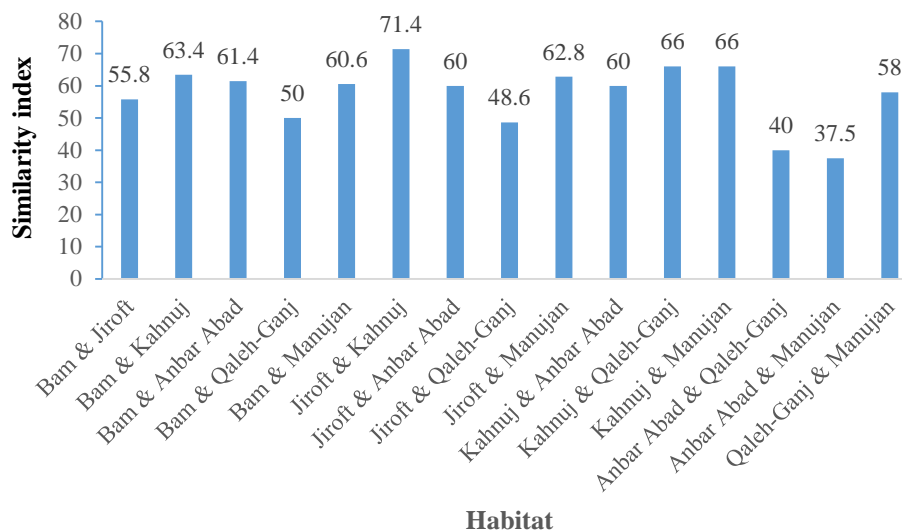 Similarity index
80
70
60
50
40
30
20
10
0
55.8
63.4
61.4
50
60.6
71.4
60
48.6
62.8
60
66
66
40
37.5
58
Bam & Jiroft
Bam & Kahnuj
Bam & Anbar Abad
Bam & Qaleh-Ganj
Bam & Manujan
Jiroft & Kahnuj
Jiroft & Anbar Abad
Jiroft & Qaleh-Ganj
Jiroft & Manujan
Kahnuj & Anbar Abad
Kahnuj & Qaleh-Ganj
Kahnuj & Manujan
Anbar Abad & Qaleh-Ganj
Anbar Abad & Manujan
Qaleh-Ganj & Manujan
Habitat